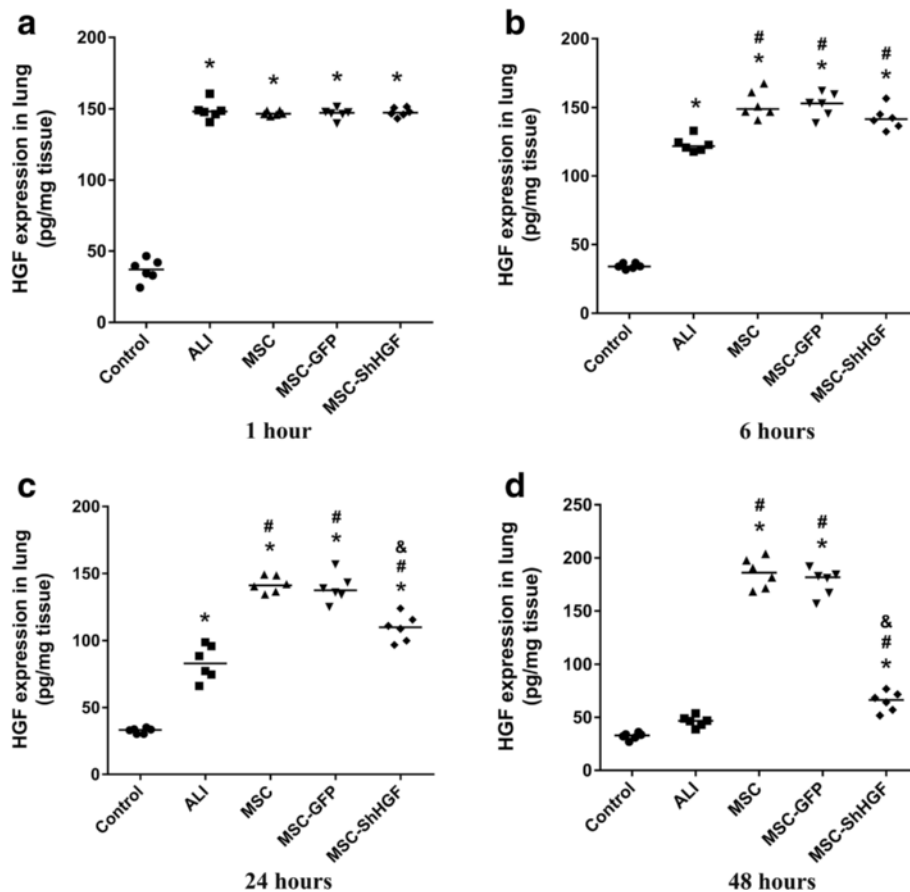 a
HGF expression in lung
(pg/mg tissue)
200
150
100
50
0
* * * *
Control
ALI
MSC
MSC-GFP
MSC-ShHGF
1 hour
b
HGF expression in lung
(pg/mg tissue)
200
150
100
50
0
# # #
* * * *
Control
ALI
MSC
MSC-GFP
MSC-ShHGF
6 hours
c
HGF expression in lung
(pg/mg tissue)
200
150
100
50
0
&
# # #
* * * *
Control
ALI
MSC
MSC-GFP
MSC-ShHGF
24 hours
d
HGF expression in lung
(pg/mg tissue)
250
200
150
100
50
0
# #
* *
&
#
*
Control
ALI
MSC
MSC-GFP
MSC-ShHGF
48 hours